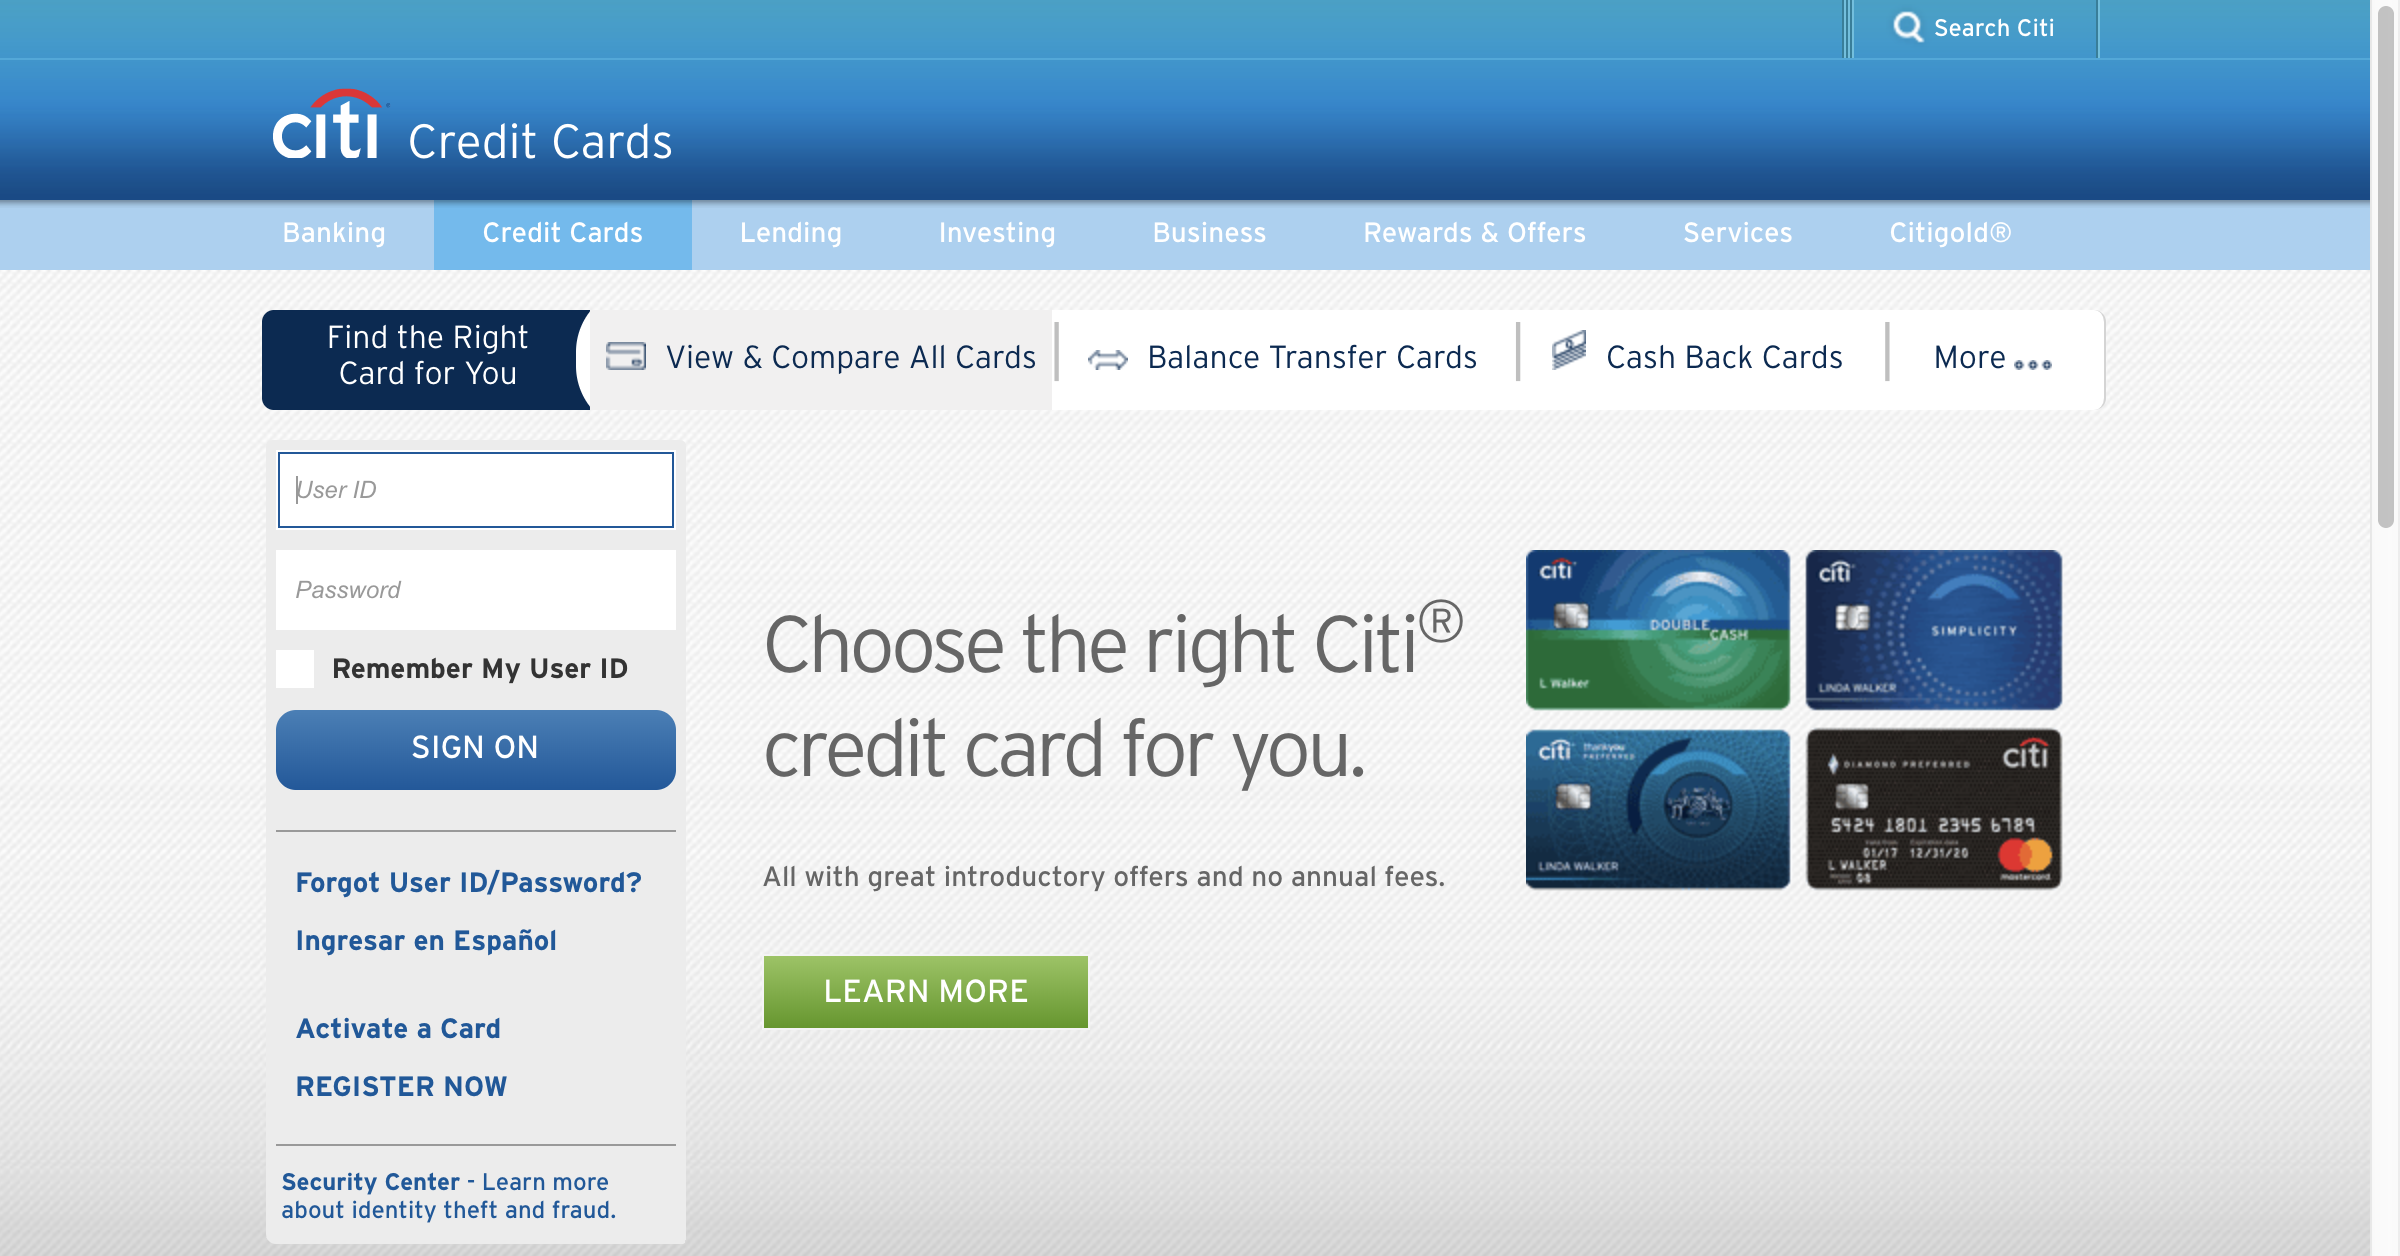 Search Citi
citi Credit Cards
Banking Credit Cards Lending Investing Business Rewards & Offers Services Citigold®
Find the Right
Card for You
View & Compare All Cards
Balance Transfer Cards
Cash Back Cards
More
User ID
Password
Remember My User ID
SIGN ON
Forgot User ID/Password?
Ingresar en Español
Activate a Card
REGISTER NOW
Security Center - Learn more
about identity theft and fraud.
Choose the right Citi®
credit card for you.
All with great introductory offers and no annual fees.
LEARN MORE
citi
DOUBLE
CASH
L Walker
citi
SIMPLICITY
LINDA WALKER
citi thankyou
PREFERRED
LINDA WALKER
citi
DIAMOND PREFERRED
5424 1801 2345 6789
01/17 12/31/20
L WALKER
08
mastercard